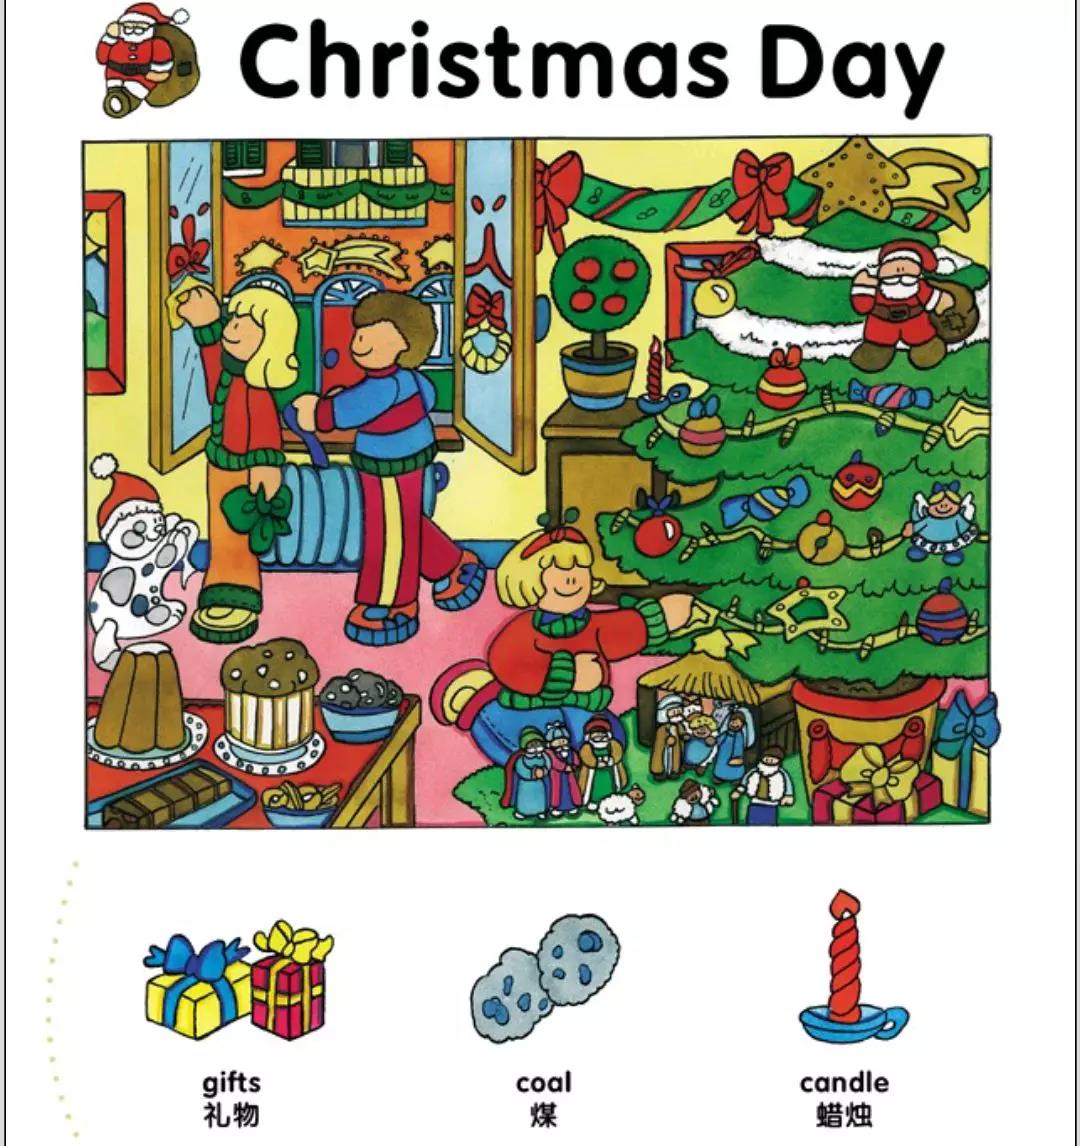 Christmas Day
gifts
礼物
coal
煤
candle
蜡烛